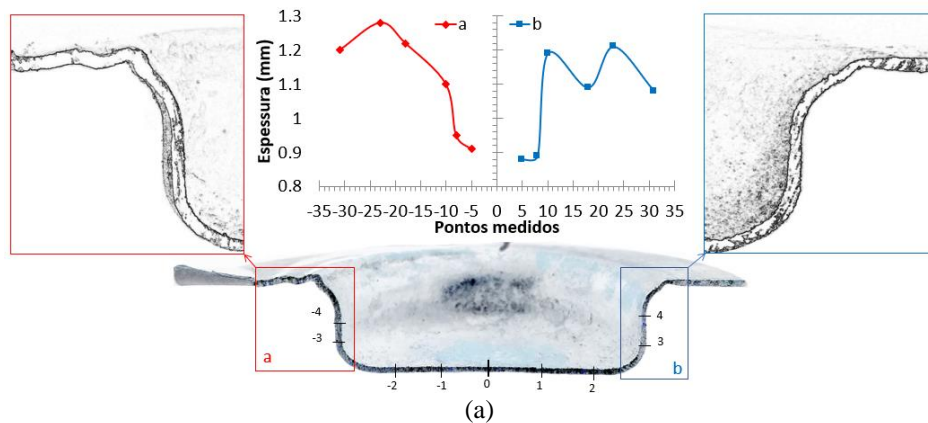 1.3
1.2
1.1
1
0.9
0.8
Espessura (mm)
a
b
-35-30-25-20-15-10 -5 0 5 10 15 20 25 30 35
Pontos medidos
-4
-3
4
3
a
b
-2 -1 0 1 2
(a)